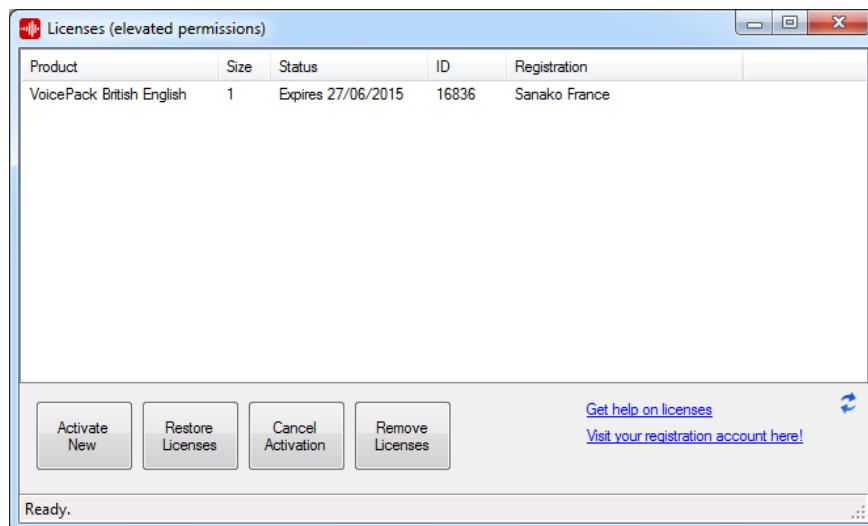 Licenses (elevated permissions)
Product Size Status ID Registration
VoicePack British English 1 Expires 27/06/2015 16836 Sanako France
Activate New
Restore Licenses
Cancel Activation
Remove Licenses
Get help on licenses
Visit your registration account here!
Ready.